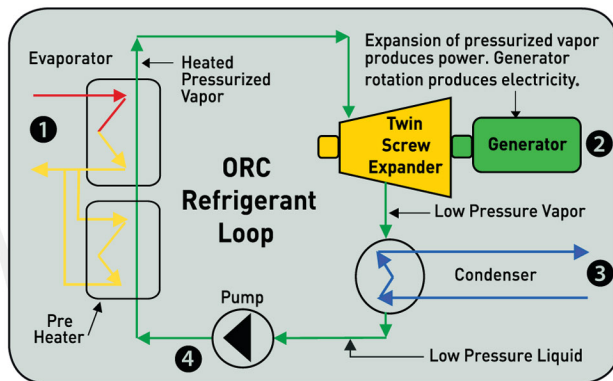 Evaporator
Heated
Pressurized
Vapor
Expansion of pressurized vapor
produces power. Generator
rotation produces electricity.
1
Twin
Screw
Expander
Generator
2
ORC
Refrigerant
Loop
Low Pressure Vapor
Condenser
3
Pump
Pre
Heater
4
Low Pressure Liquid